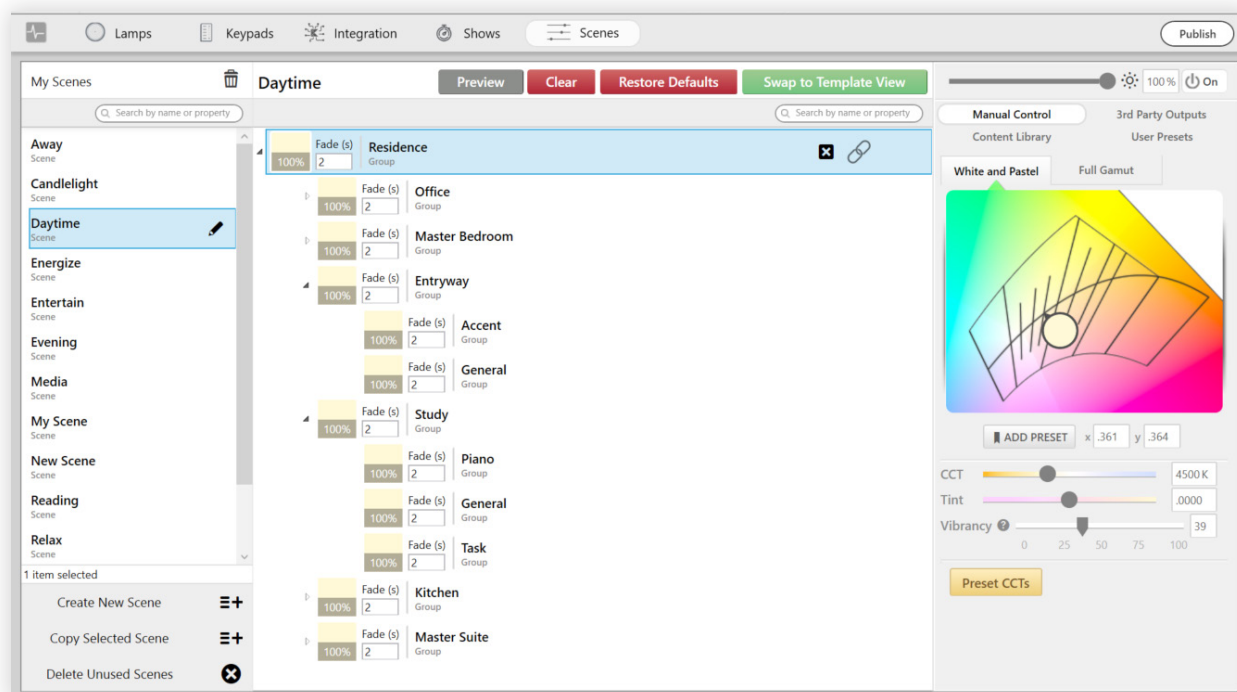 Lamps
Keypads
Integration
Shows
Scenes
Publish
My Scenes
Search by name or property
Away
Scene
Candlelight
Scene
Daytime
Scene
Energize
Scene
Entertain
Scene
Evening
Scene
Media
Scene
My Scene
Scene
New Scene
Scene
Reading
Scene
Relax
Scene
1 item selected
Create New Scene
Copy Selected Scene
Delete Unused Scenes
Daytime
Preview
Clear
Restore Defaults
Swap to Template View
Search by name or property
Fade (s) Residence
100% 2 Group
Fade (s) Office
100% 2 Group
Fade (s) Master Bedroom
100% 2 Group
Fade (s) Entryway
100% 2 Group
Fade (s) Accent
100% 2 Group
Fade (s) General
100% 2 Group
Fade (s) Study
100% 2 Group
Fade (s) Piano
100% 2 Group
Fade (s) General
100% 2 Group
Fade (s) Task
100% 2 Group
Fade (s) Kitchen
100% 2 Group
Fade (s) Master Suite
100% 2 Group
100 % On
Manual Control 3rd Party Outputs
Content Library User Presets
White and Pastel Full Gamut
ADD PRESET x .361 y .364
CCT 4500 K
Tint .0000
Vibrancy ? 39
0 25 50 75 100
Preset CCTs